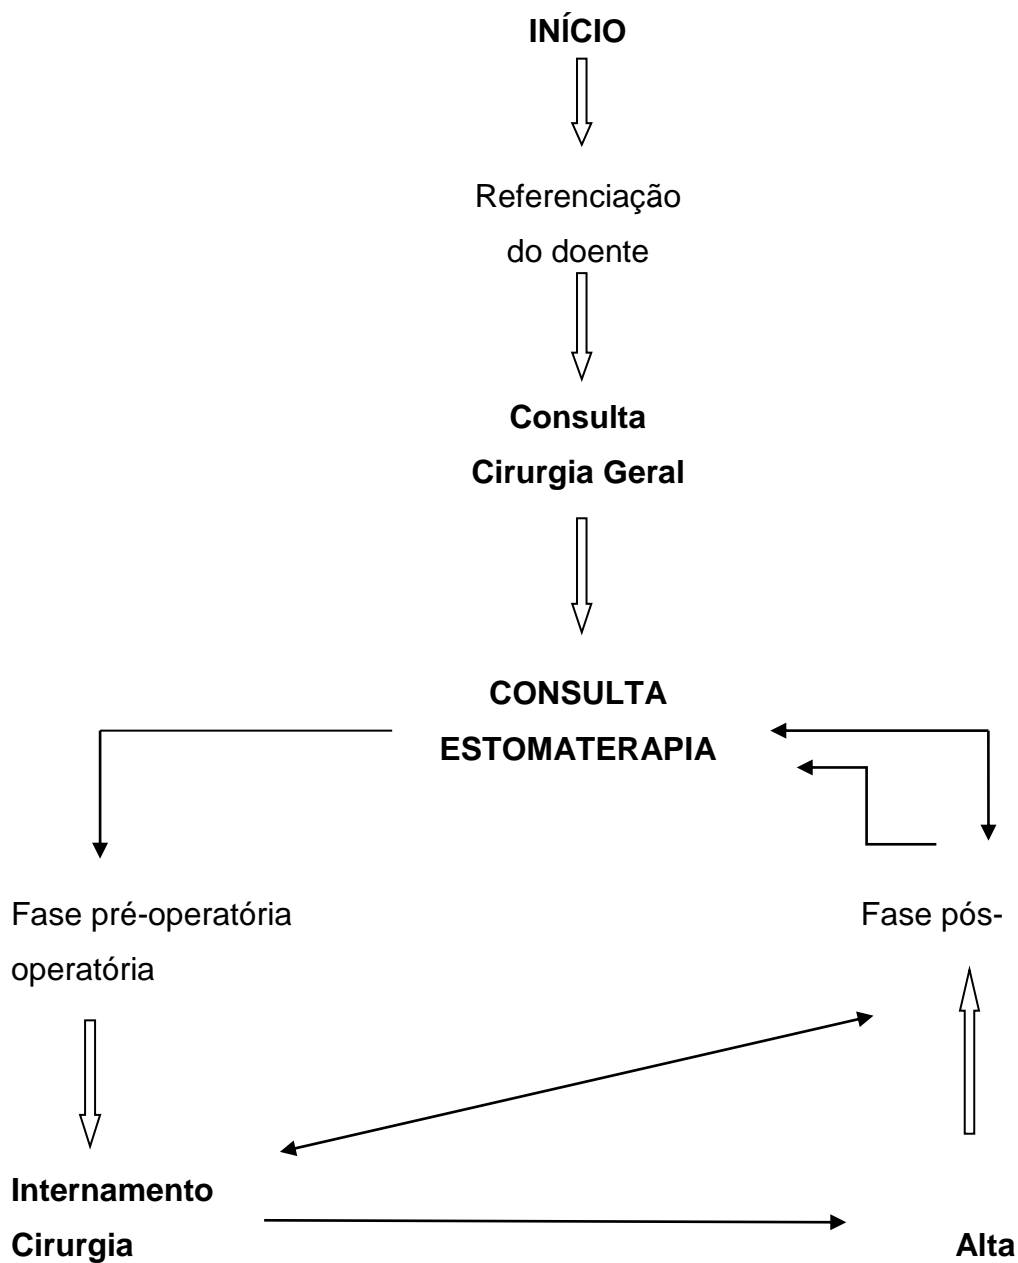 INÍCIO
Referenciação
do doente
Consulta
Cirurgia Geral
CONSULTA
ESTOMATERAPIA
Fase pré-operatória Fase pós-
operatória
Internamento
Cirurgia Alta